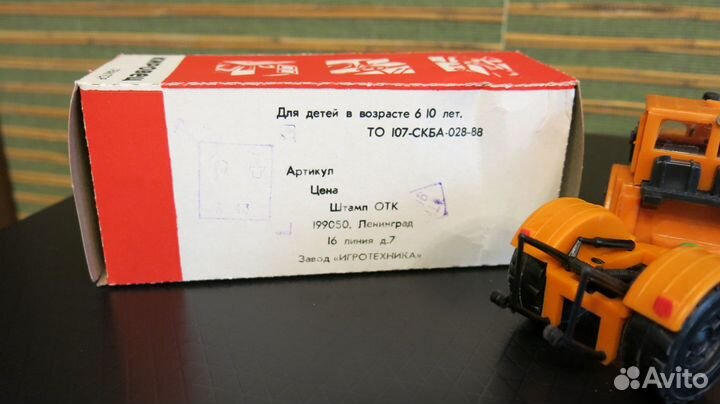 кировец
Для детей в возрасте 6 10 лет.
ТО 107-СКБА-028-88
Артикул
Цена
Штамп ОТК
199050, Ленинград
16 линия д.7
Завод «ИГРОТЕХНИКА»
Avito